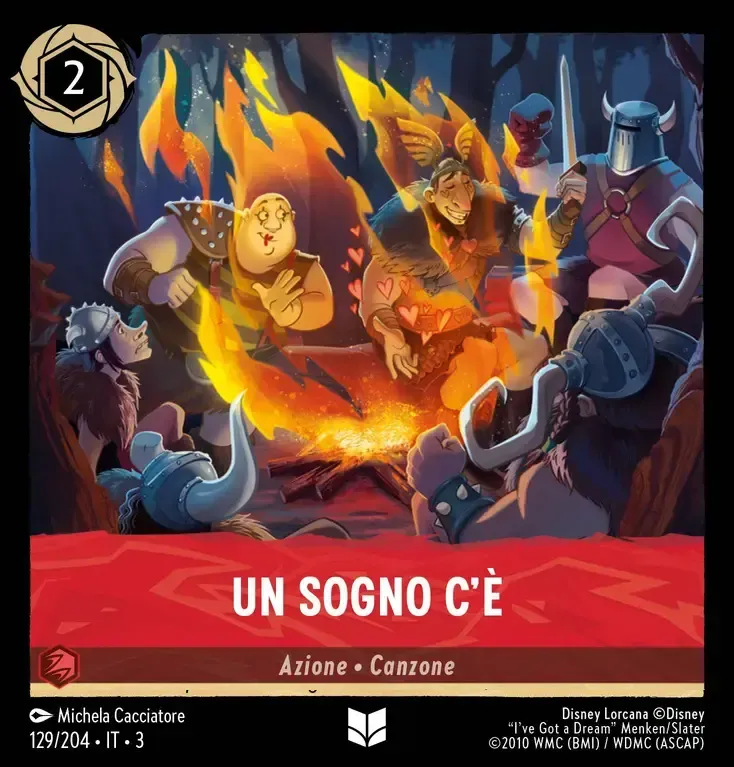 2
UN SOGNO C'È
Azione • Canzone
Michela Cacciatore
129/204 • IT • 3
Disney Lorcana ©Disney
“I've Got a Dream” Menken/Slater
©2010 WMC (BMI) / WDMC (ASCAP)